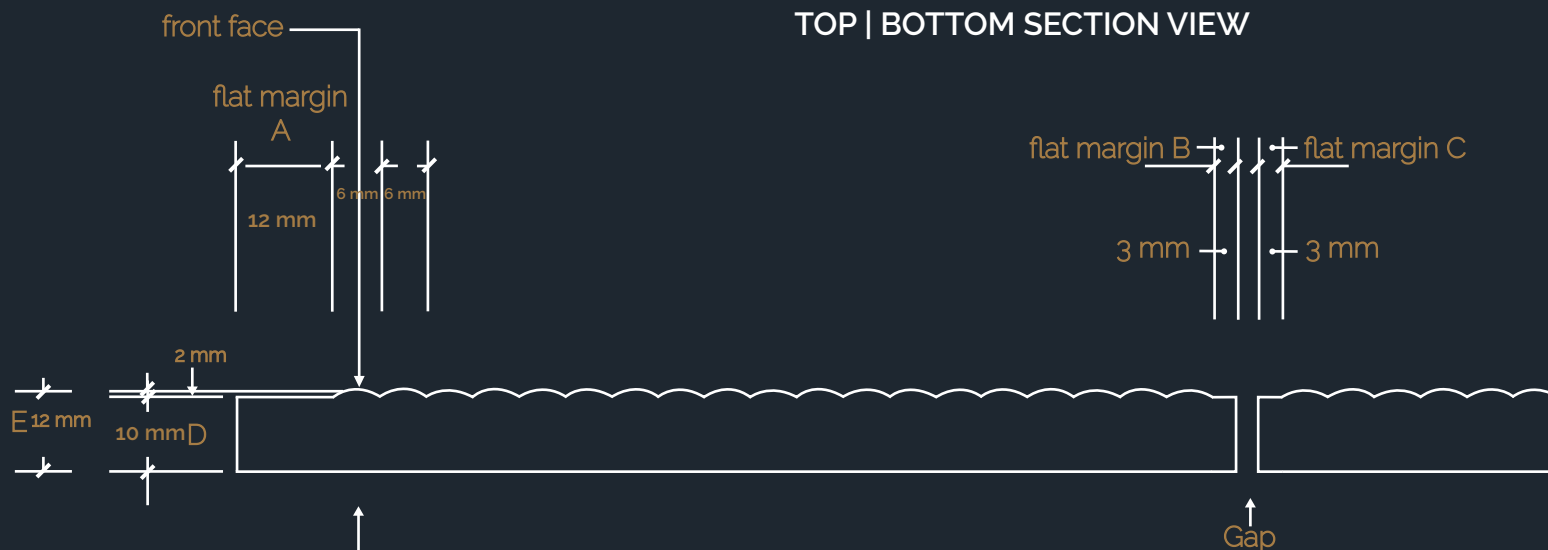 TOP | BOTTOM SECTION VIEW
front face
flat margin
A
6 mm 6 mm
12 mm
flat margin B
flat margin C
3 mm
3 mm
2 mm
E 12 mm
10 mm D
Gap